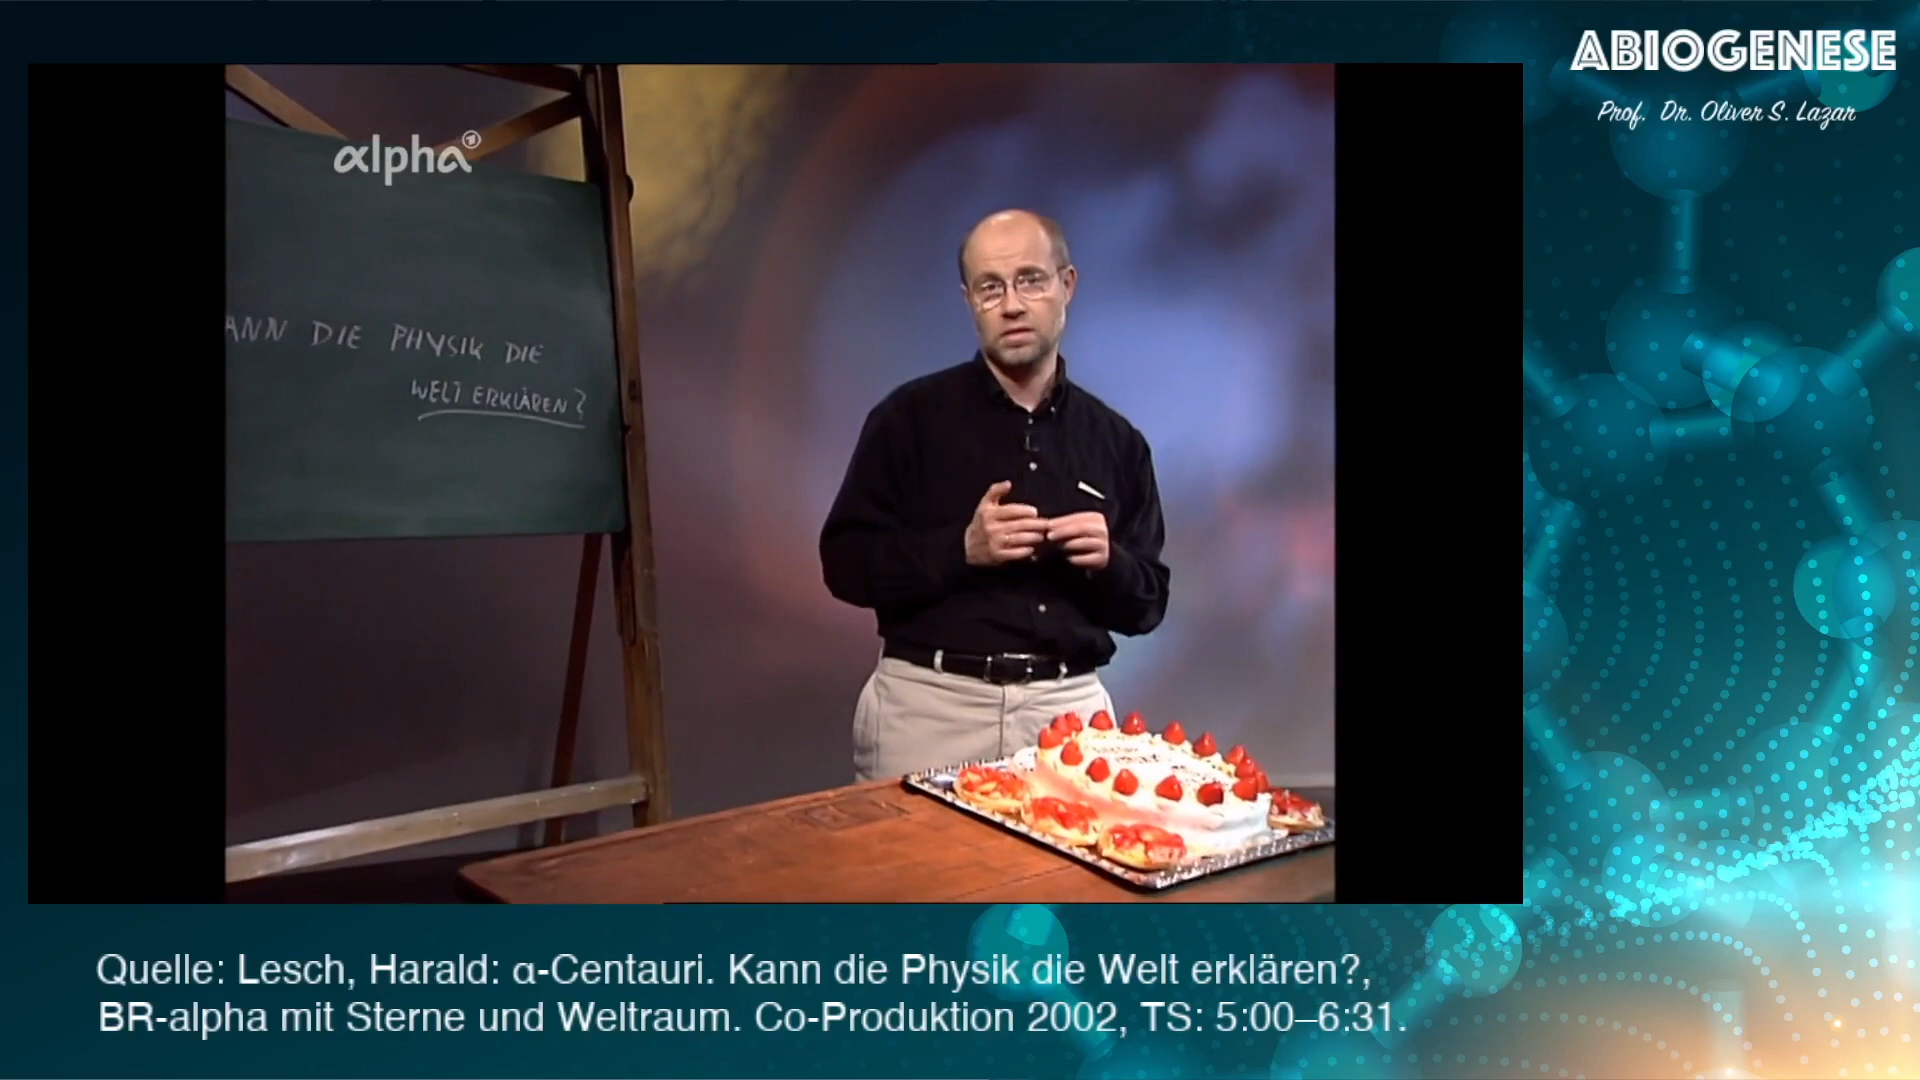 ABIOGENESE
Prof. Dr. Oliver S. Lazar
αlpha
ANN DIE PHYSIK DIE
WELT ERKLÄREN?
Quelle: Lesch, Harald: α-Centauri. Kann die Physik die Welt erklären?,
BR-alpha mit Sterne und Weltraum. Co-Produktion 2002, TS: 5:00–6:31.